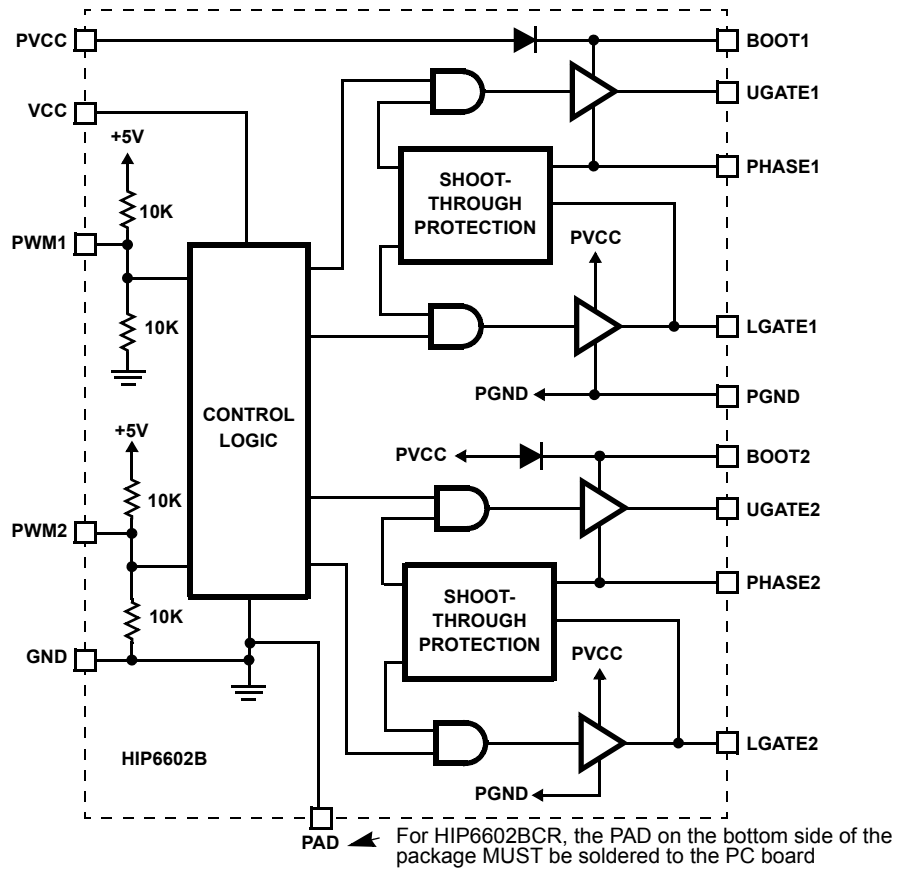 PVCC
BOOT1
VCC
UGATE1
+5V
PHASE1
SHOOT-
THROUGH
PROTECTION
10K
PWM1
PVCC
10K
LGATE1
PGND
PGND
CONTROL
LOGIC
+5V
PVCC
BOOT2
10K
UGATE2
PWM2
PHASE2
SHOOT-
THROUGH
PROTECTION
10K
GND
PVCC
LGATE2
HIP6602B
PGND
PAD
For HIP6602BCR, the PAD on the bottom side of the
package MUST be soldered to the PC board